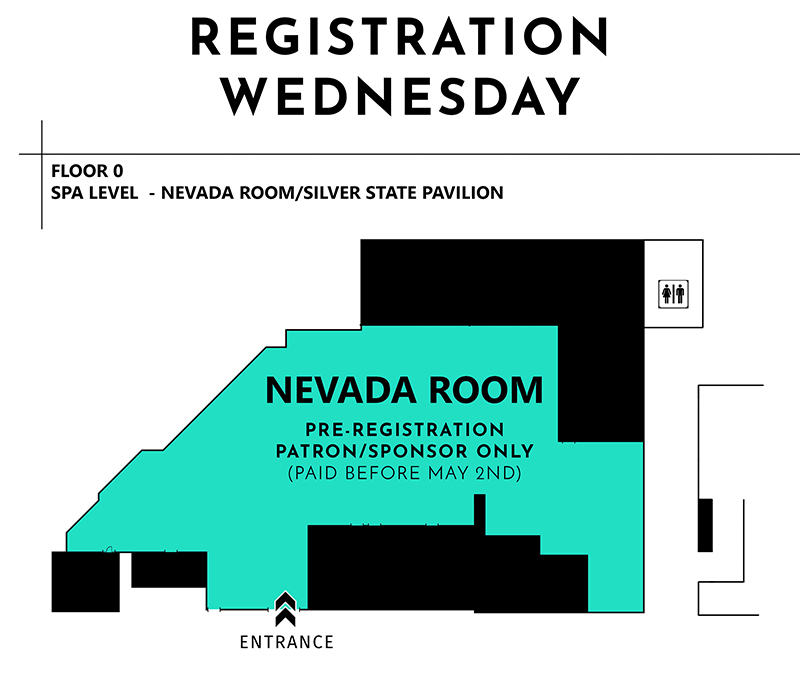 REGISTRATION
WEDNESDAY
FLOOR 0
SPA LEVEL - NEVADA ROOM/SILVER STATE PAVILION
NEVADA ROOM
PRE-REGISTRATION
PATRON/SPONSOR ONLY
(PAID BEFORE MAY 2ND)
ENTRANCE